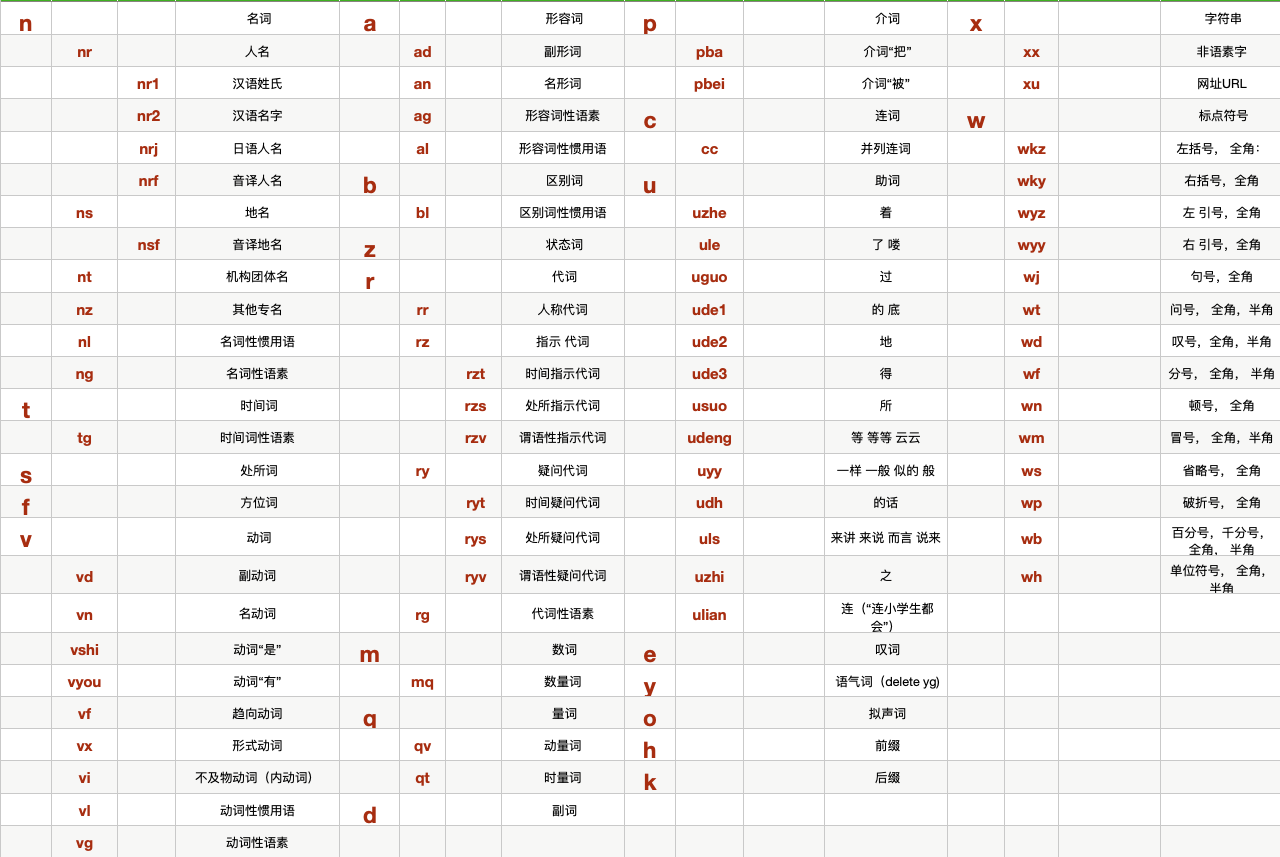 n 名词 a 形容词 p 介词 x 字符串
nr 人名 ad 副形词 pba 介词“把” xx 非语素字
nr1 汉语姓氏 an 名形词 pbei 介词“被” xu 网址URL
nr2 汉语名字 ag 形容词性语素 c 连词 w 标点符号
nrj 日语人名 al 形容词性惯用语 cc 并列连词 wkz 左括号， 全角：
nrf 音译人名 b 区别词 u 助词 wky 右括号，全角
ns 地名 bl 区别词性惯用语 uzhe 着 wyz 左 引号，全角
nsf 音译地名 z 状态词 ule 了 喽 wyy 右 引号，全角
nt 机构团体名 r 代词 uguo 过 wj 句号，全角
nz 其他专名 rr 人称代词 ude1 的 底 wt 问号， 全角，半角
nl 名词性惯用语 rz 指示 代词 ude2 地 wd 叹号，全角，半角
ng 名词性语素 rzt 时间指示代词 ude3 得 wf 分号， 全角， 半角
t 时间词 rzs 处所指示代词 usuo 所 wn 顿号， 全角
tg 时间词性语素 rzv 谓语性指示代词 udeng 等 等等 云云 wm 冒号， 全角，半角
s 处所词 ry 疑问代词 uyy 一样 一般 似的 般 ws 省略号， 全角
f 方位词 ryt 时间疑问代词 udh 的话 wp 破折号， 全角
v 动词 rys 处所疑问代词 uls 来讲 来说 而言 说来 wb 百分号，千分号，
全角， 半角
vd 副动词 ryv 谓语性疑问代词 uzhi 之 wh 单位符号， 全角，
半角
vn 名动词 rg 代词性语素 ulian 连（“连小学生都
会”）
vshi 动词“是” m 数词 e 叹词
vyou 动词“有” mq 数量词 y 语气词（delete yg)
vf 趋向动词 q 量词 o 拟声词
vx 形式动词 qv 动量词 h 前缀
vi 不及物动词（内动词） qt 时量词 k 后缀
vl 动词性惯用语 d 副词
vg 动词性语素